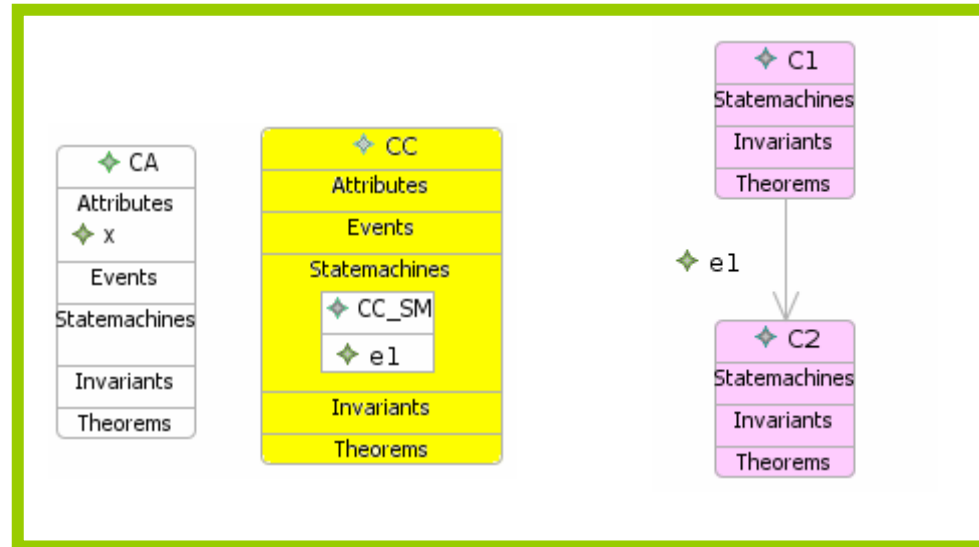 CA
Attributes
x
Events
Statemachines
Invariants
Theorems
CC
Attributes
Events
Statemachines
CC_SM
e1
Invariants
Theorems
C1
Statemachines
Invariants
Theorems
e1
C2
Statemachines
Invariants
Theorems